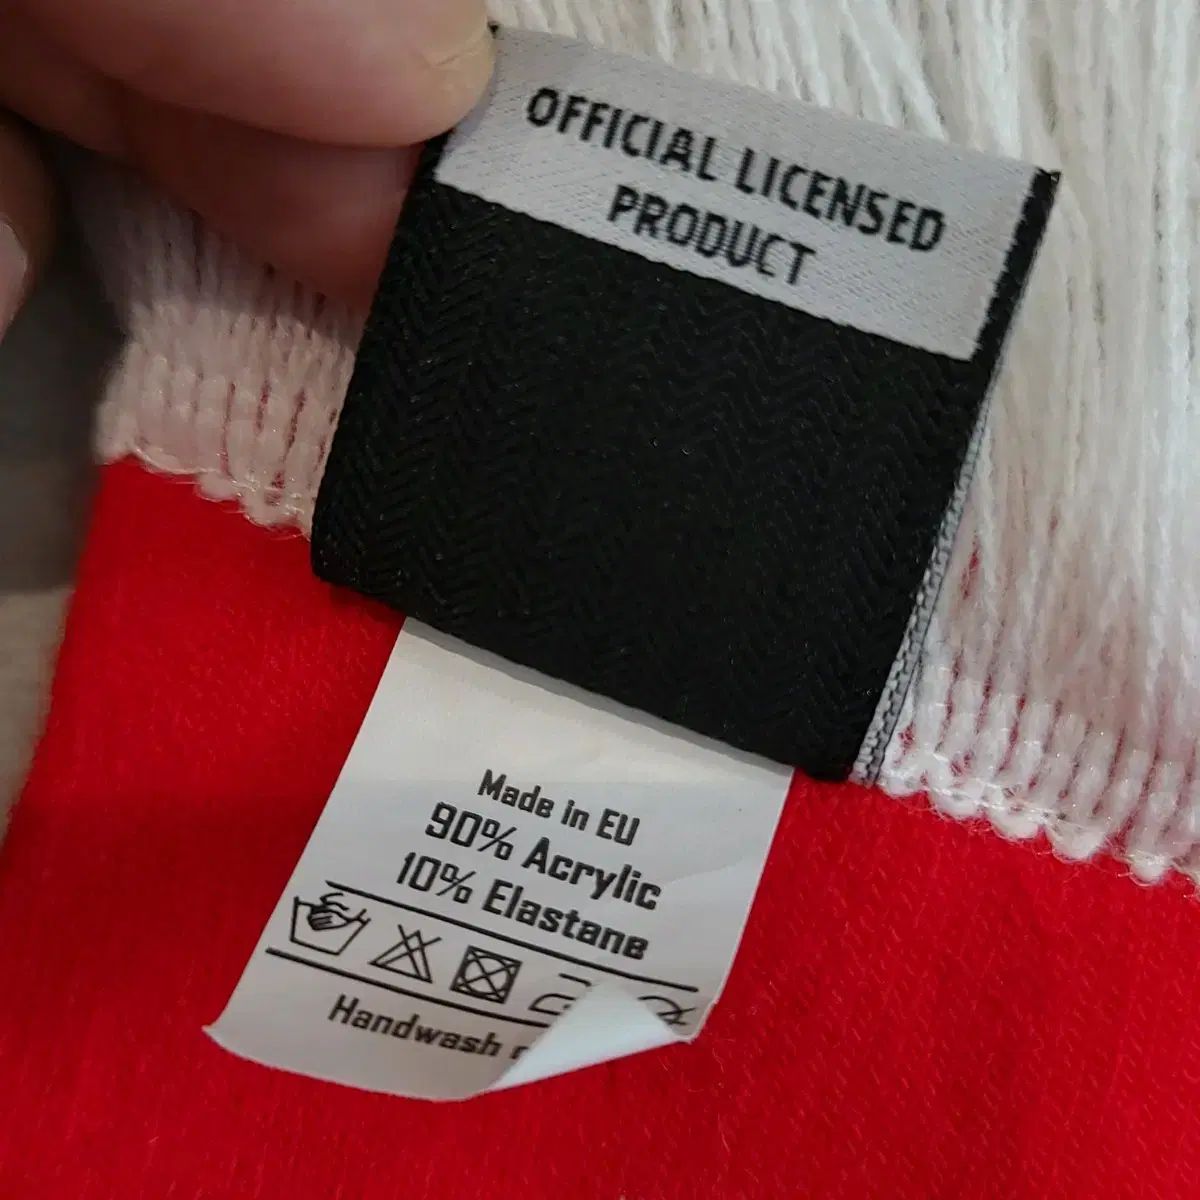 OFFICIAL LICENSED
PRODUCT
Made in EU
90% Acrylic
10% Elastane
Handwash